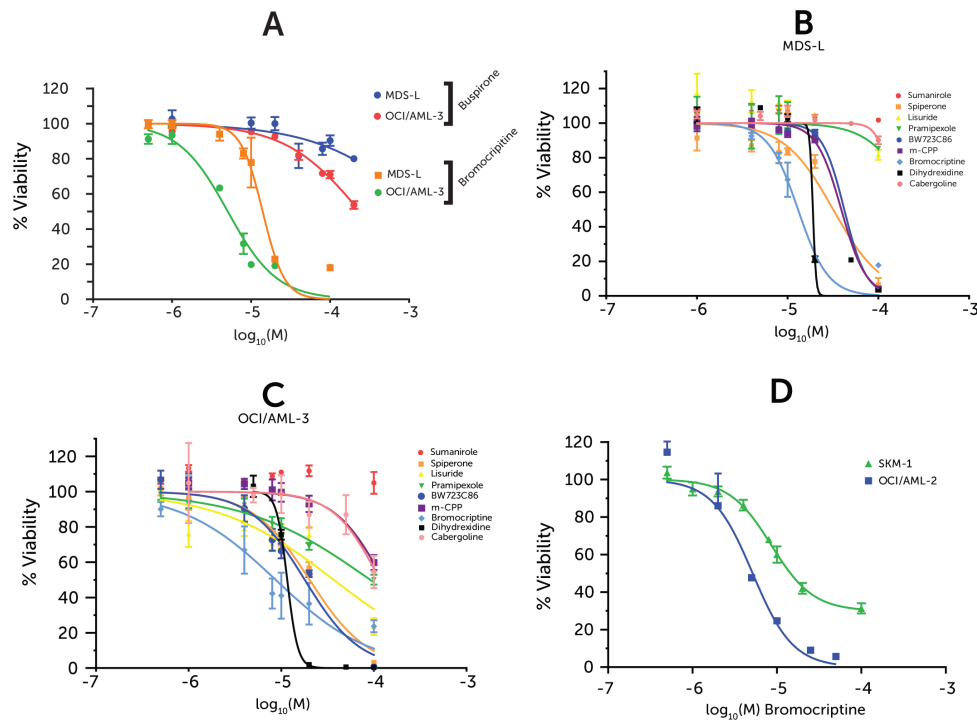 A
120
100
80
60
40
20
0
% Viability
-7
-6
-5
-4
-3
log10(M)
MDS-L
OCI/AML-3
Buspirone
MDS-L
OCI/AML-3
Bromocriptine
B
MDS-L
120
100
80
60
40
20
0
% Viability
-7
-6
-5
-4
-3
log10(M)
Sumanirole
Spiperone
Lisuride
Pramipexole
BW723C86
m-CPP
Bromocriptine
Dihydrexidine
Cabergoline
C
OCI/AML-3
120
100
80
60
40
20
0
% Viability
-7
-6
-5
-4
-3
log10(M)
Sumanirole
Spiperone
Lisuride
Pramipexole
BW723C86
m-CPP
Bromocriptine
Dihydrexidine
Cabergoline
D
120
100
80
60
40
20
0
% Viability
-7
-6
-5
-4
-3
log10(M) Bromocriptine
SKM-1
OCI/AML-2